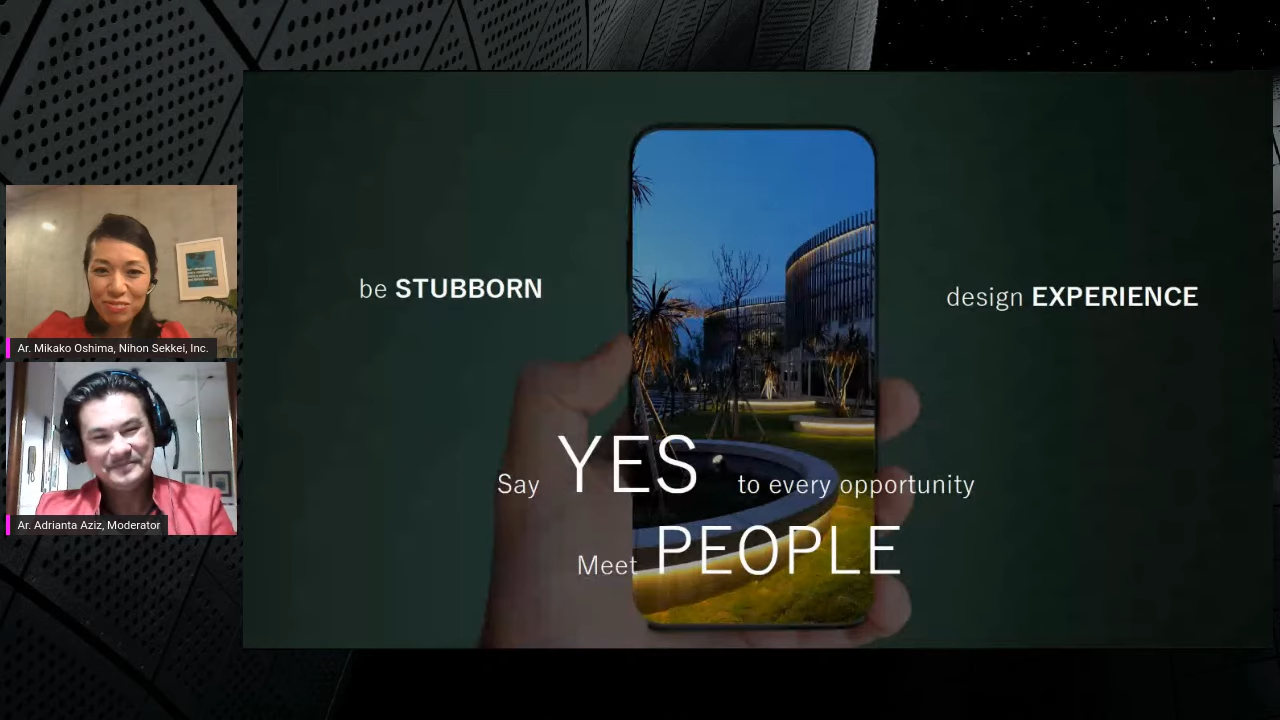 Ar. Mikako Oshima, Nihon Sekkei, Inc.
Ar. Adrianta Aziz, Moderator
be STUBBORN
design EXPERIENCE
Say YES to every opportunity
Meet PEOPLE